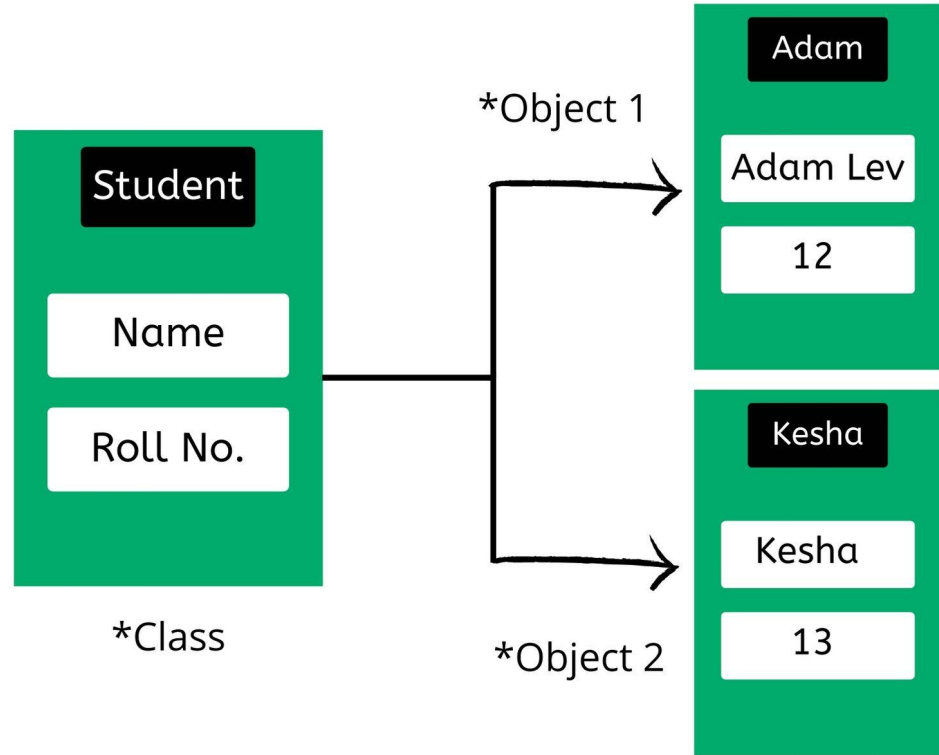 Student
Name
Roll No.
*Class
*Object 1
Adam
Adam Lev
12
*Object 2
Kesha
Kesha
13